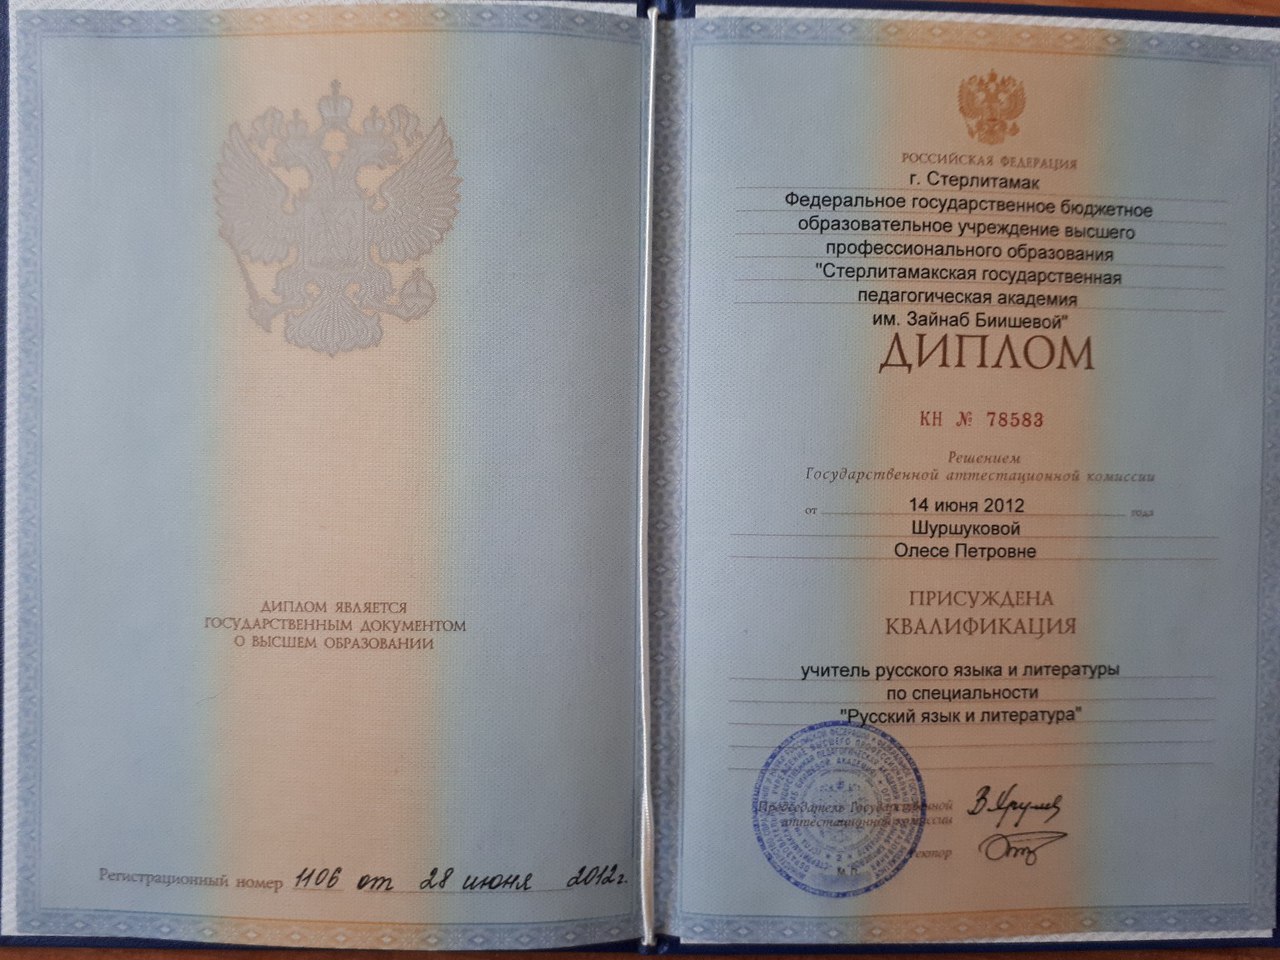 ДИПЛОМ ЯВЛЯЕТСЯ
ГОСУДАРСТВЕННЫМ ДОКУМЕНТОМ
О ВЫСШЕМ ОБРАЗОВАНИИ
Регистрационный номер 1106 от 28 июня 2012г.
РОССИЙСКАЯ ФЕДЕРАЦИЯ
г. Стерлитамак
Федеральное государственное бюджетное
образовательное учреждение высшего
профессионального образования
"Стерлитамакская государственная
педагогическая академия
им. Зайнаб Биишевой"
ДИПЛОМ
КН № 78583
Решением
Государственной аттестационной комиссии
от 14 июня 2012 года
Шуршуковой
Олесе Петровне
ПРИСУЖДЕНА
КВАЛИФИКАЦИЯ
учитель русского языка и литературы
по специальности
"Русский язык и литература"
Председатель Государственной
аттестационной комиссии
ректор